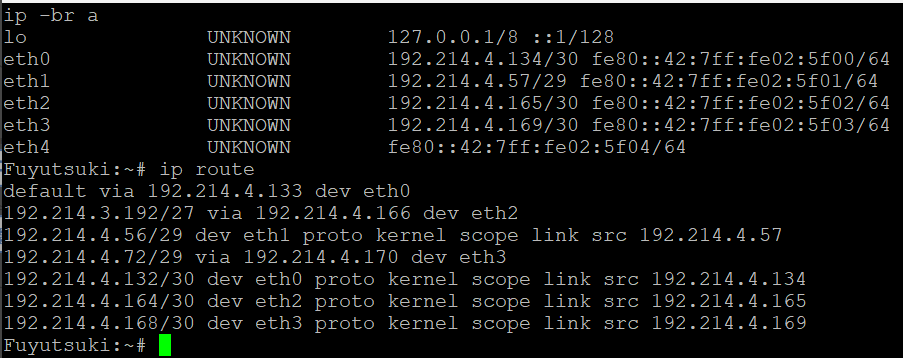 ip -br a
lo               UNKNOWN        127.0.0.1/8 ::1/128
eth0             UNKNOWN        192.214.4.134/30 fe80::42:7ff:fe02:5f00/64
eth1             UNKNOWN        192.214.4.57/29 fe80::42:7ff:fe02:5f01/64
eth2             UNKNOWN        192.214.4.165/30 fe80::42:7ff:fe02:5f02/64
eth3             UNKNOWN        192.214.4.169/30 fe80::42:7ff:fe02:5f03/64
eth4             UNKNOWN        fe80::42:7ff:fe02:5f04/64
Fuyutsuki:~# ip route
default via 192.214.4.133 dev eth0
192.214.3.192/27 via 192.214.4.166 dev eth2
192.214.4.56/29 dev eth1 proto kernel scope link src 192.214.4.57
192.214.4.72/29 via 192.214.4.170 dev eth3
192.214.4.132/30 dev eth0 proto kernel scope link src 192.214.4.134
192.214.4.164/30 dev eth2 proto kernel scope link src 192.214.4.165
192.214.4.168/30 dev eth3 proto kernel scope link src 192.214.4.169
Fuyutsuki:~#